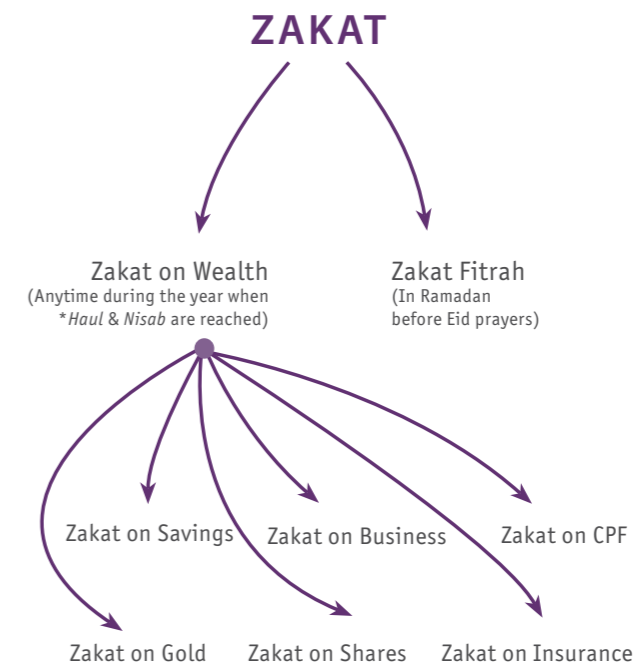 ZAKAT
Zakat on Wealth
(Anytime during the year when
*Haul & Nisab are reached)
Zakat Fitrah
(In Ramadan
before Eid prayers)
Zakat on Savings
Zakat on Business
Zakat on CPF
Zakat on Gold
Zakat on Shares
Zakat on Insurance